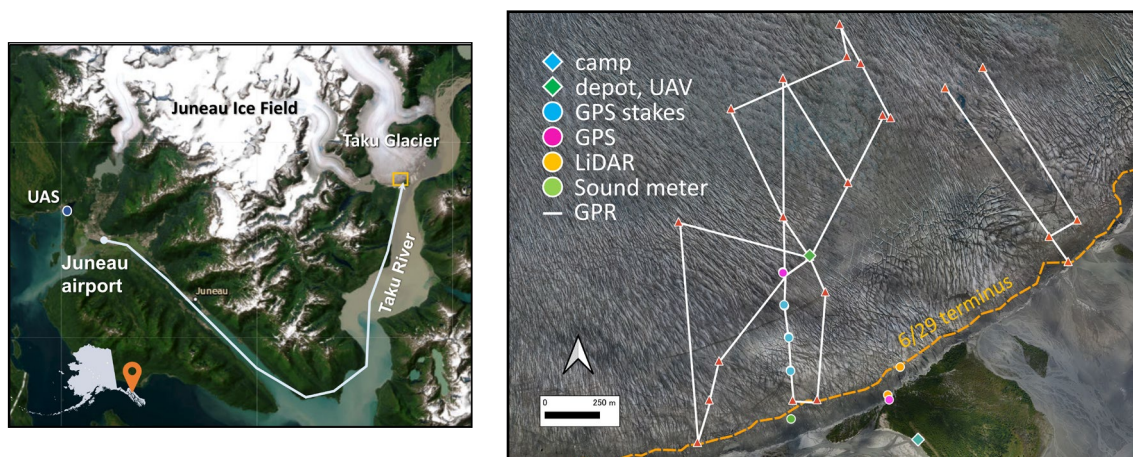 Juneau Ice Field
Taku Glacier
UAS
Juneau
airport
Juneau
Taku River
camp
depot, UAV
GPS stakes
GPS
LiDAR
Sound meter
GPR
6/29 terminus
0 250 m